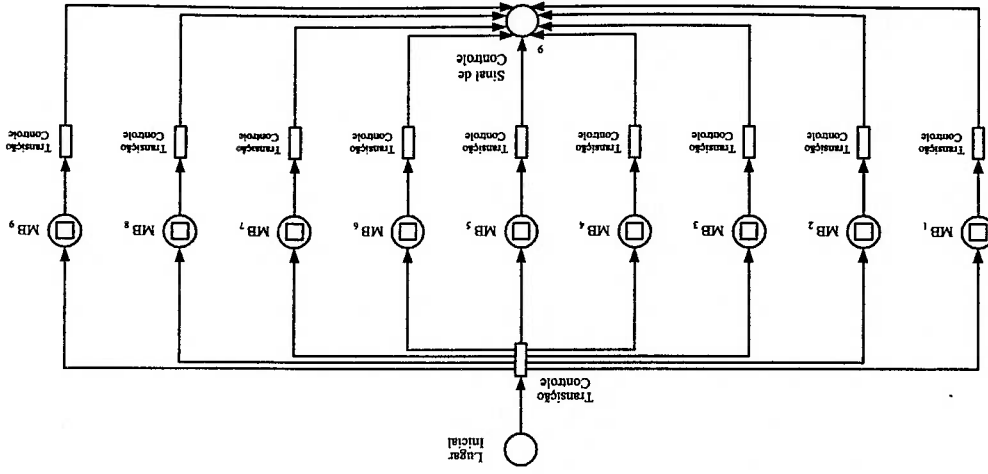 Lugar
Inicial
Transição
Controle
MB 1
MB 2
MB 3
MB 4
MB 5
MB 6
MB 7
MB 8
MB 9
Transição
Controle
Transição
Controle
Transição
Controle
Transição
Controle
Transição
Controle
Transição
Controle
Transação
Controle
Transição
Controle
Transição
Controle
Sinal de
Controle
9